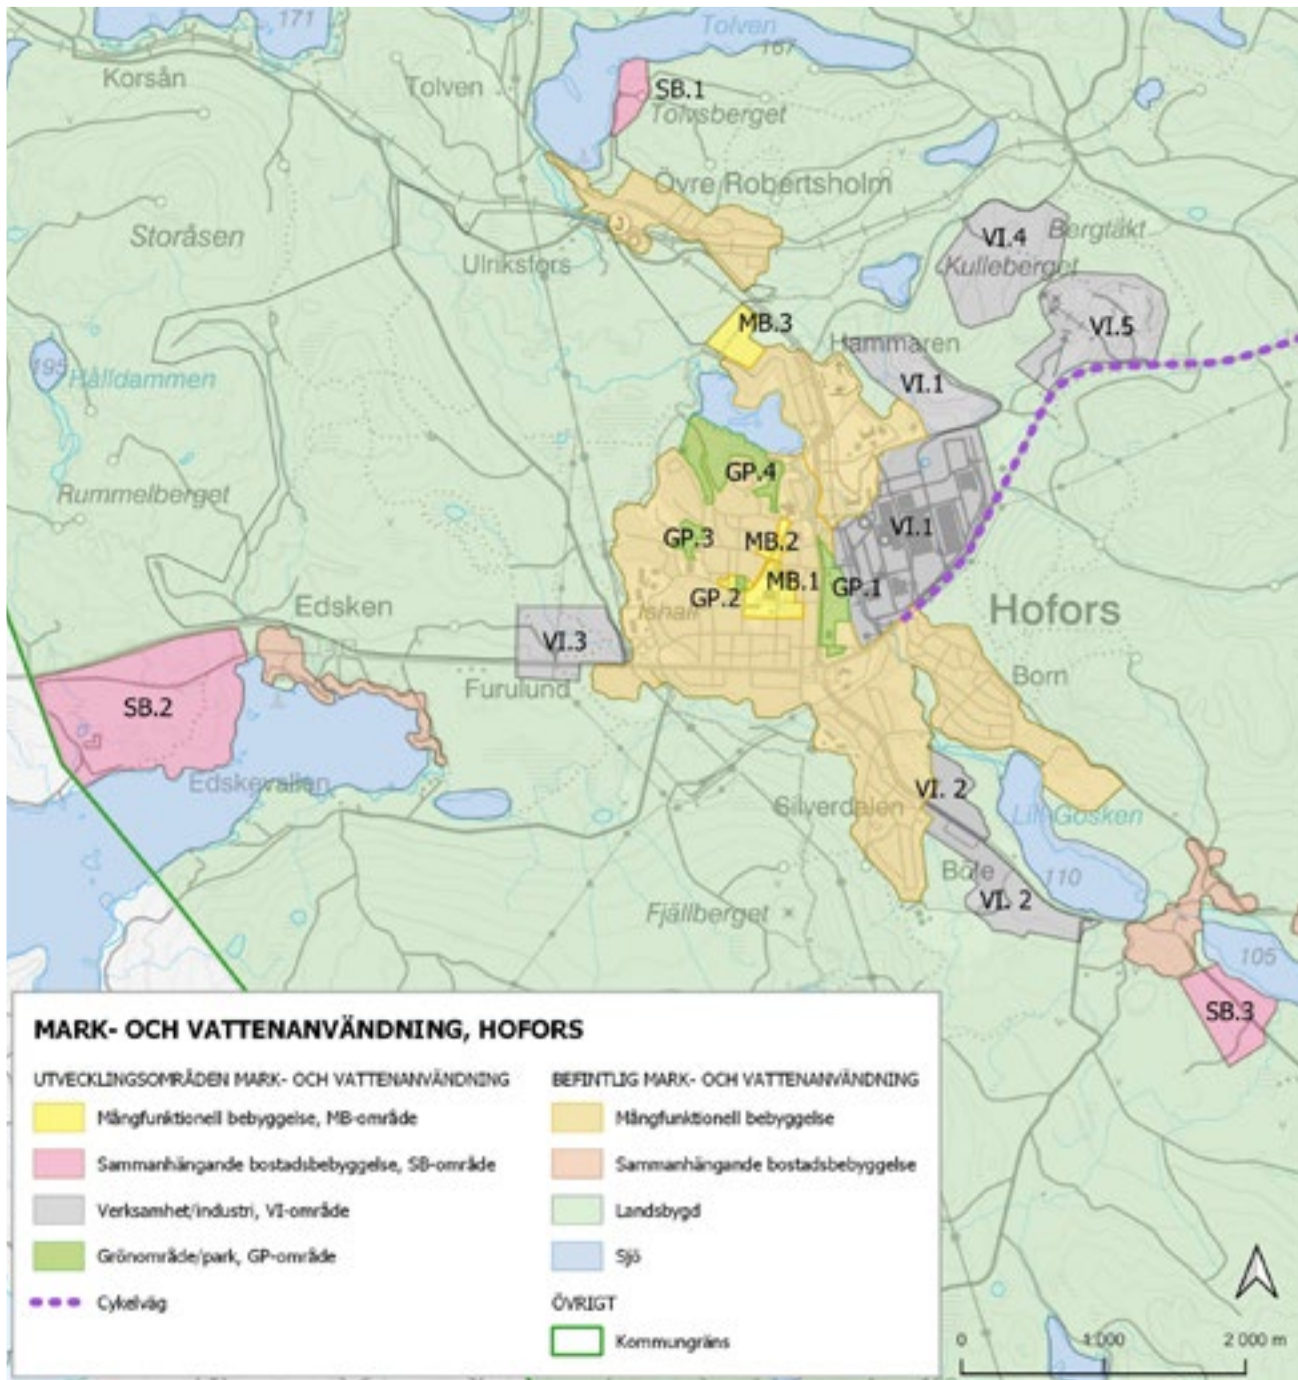 171
Tolven
167
Korsån
Tolven
SB.1
Tolvsberget
Övre Robertsholm
Storåsen
Ulriksfors
VI.4
Bergtäkt
Kulleberget
MB.3
Hammaren
VI.5
195
Hålldammen
VI.1
GP.4
Rummelberget
GP.3
MB.2
VI.1
MB.1
GP.2
GP.1
Ishall
Edsken
Hofors
VI.3
Furulund
Born
SB.2
Edskevallen
VI. 2
Silverdalen
Lill-Gösken
Böle
110
VI. 2
Fjällberget
105
SB.3
MARK- OCH VATTENANVÄNDNING, HOFORS
UTVECKLINGSOMRÅDEN MARK- OCH VATTENANVÄNDNING
Mångfunktionell bebyggelse, MB-område
Sammanhängande bostadsbebyggelse, SB-område
Verksamhet/industri, VI-område
Grönområde/park, GP-område
Cykelväg
BEFINTLIG MARK- OCH VATTENANVÄNDNING
Mångfunktionell bebyggelse
Sammanhängande bostadsbebyggelse
Landsbygd
Sjö
ÖVRIGT
Kommungräns
0 1 000 2 000 m